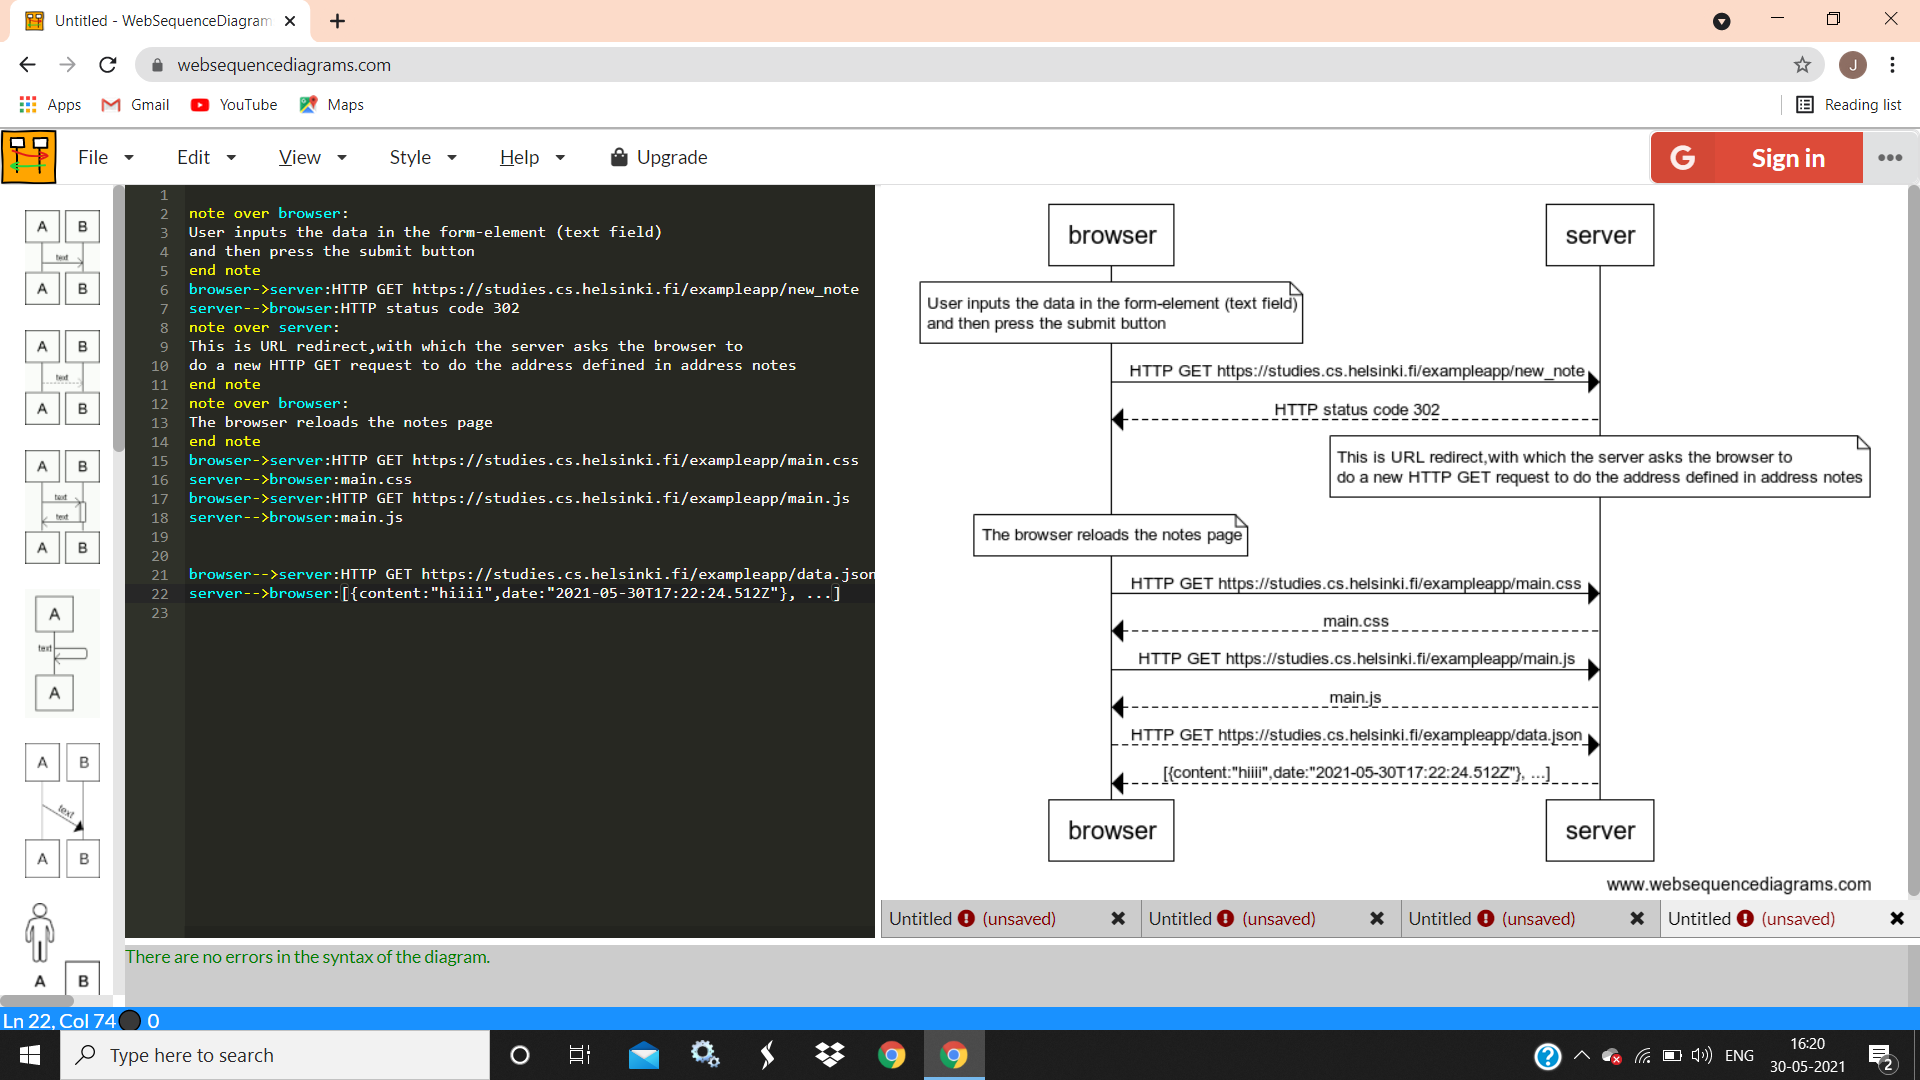 Untitled - WebSequenceDiagram
websequencediagrams.com
J
Apps
Gmail
YouTube
Maps
Reading list
File
Edit
View
Style
Help
Upgrade
G
Sign in
A B
text
A B
A B
text
A B
A B
text
text
A B
A
text
A
A B
text
A B
A B
1
2 note over browser:
3 User inputs the data in the form-element (text field)
4 and then press the submit button
5 end note
6 browser->server:HTTP GET https://studies.cs.helsinki.fi/exampleapp/new_note
7 server-->browser:HTTP status code 302
8 note over server:
9 This is URL redirect,with which the server asks the browser to
10 do a new HTTP GET request to do the address defined in address notes
11 end note
12 note over browser:
13 The browser reloads the notes page
14 end note
15 browser->server:HTTP GET https://studies.cs.helsinki.fi/exampleapp/main.css
16 server-->browser:main.css
17 browser->server:HTTP GET https://studies.cs.helsinki.fi/exampleapp/main.js
18 server-->browser:main.js
19
20
21 browser-->server:HTTP GET https://studies.cs.helsinki.fi/exampleapp/data.json
22 server-->browser:[{content:"hiiii",date:"2021-05-30T17:22:24.512Z"}, ...]
23
browser
server
User inputs the data in the form-element (text field)
and then press the submit button
HTTP GET https://studies.cs.helsinki.fi/exampleapp/new_note
HTTP status code 302
This is URL redirect,with which the server asks the browser to
do a new HTTP GET request to do the address defined in address notes
The browser reloads the notes page
HTTP GET https://studies.cs.helsinki.fi/exampleapp/main.css
main.css
HTTP GET https://studies.cs.helsinki.fi/exampleapp/main.js
main.js
HTTP GET https://studies.cs.helsinki.fi/exampleapp/data.json
[{content:"hiiii",date:"2021-05-30T17:22:24.512Z"}, ...]
browser
server
www.websequencediagrams.com
Untitled (unsaved)
Untitled (unsaved)
Untitled (unsaved)
Untitled (unsaved)
There are no errors in the syntax of the diagram.
Ln 22, Col 74 0
Type here to search
ENG
16:20
30-05-2021
2